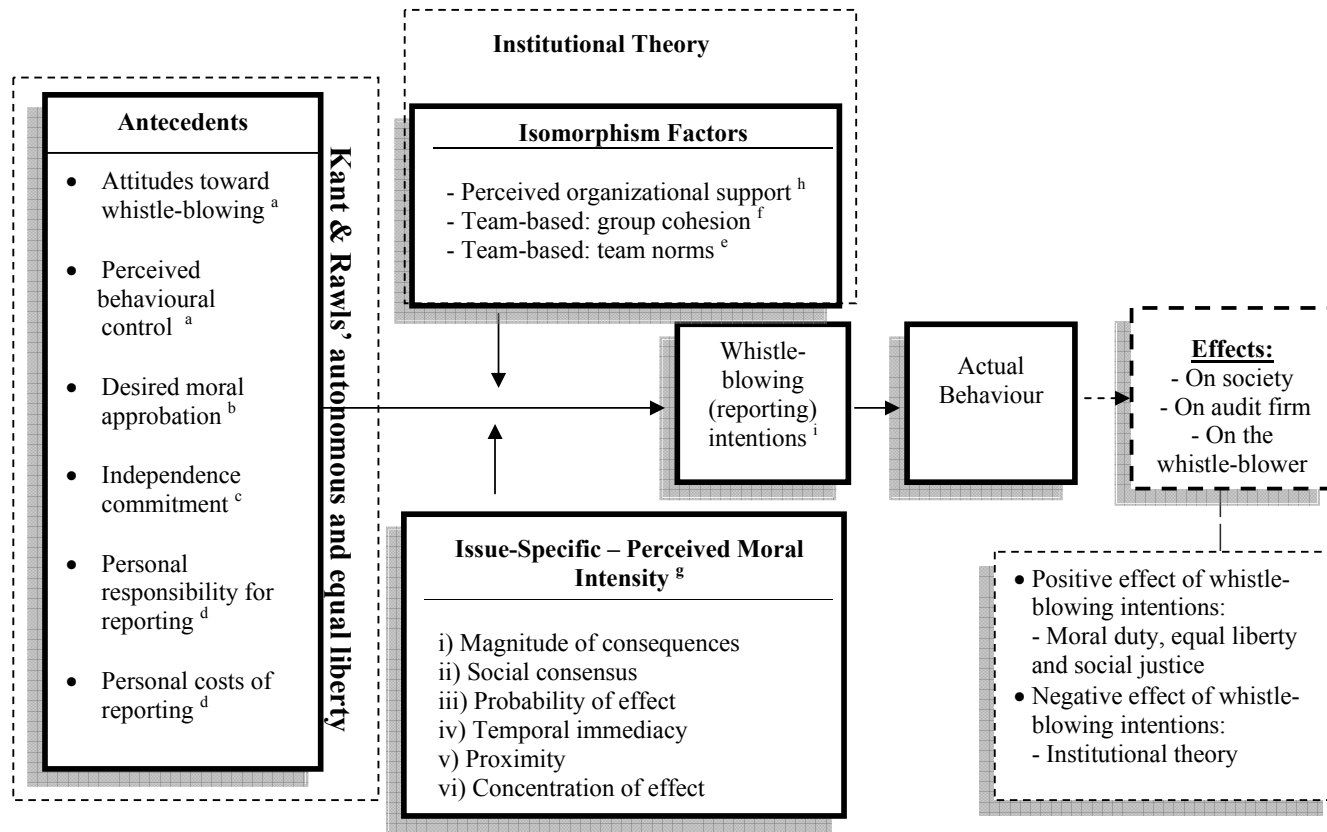 Institutional Theory
Antecedents
• Attitudes toward
whistle-blowing a
• Perceived
behavioural
control a
• Desired moral
approbation b
• Independence
commitment c
• Personal
responsibility for
reporting d
• Personal costs of
reporting d
Kant & Rawls' autonomous and equal liberty
Isomorphism Factors
- Perceived organizational support h
- Team-based: group cohesion f
- Team-based: team norms e
Whistle-
blowing
(reporting)
intentions i
Actual
Behaviour
Effects:
- On society
- On audit firm
- On the
whistle-blower
Issue-Specific – Perceived Moral
Intensity g
i) Magnitude of consequences
ii) Social consensus
iii) Probability of effect
iv) Temporal immediacy
v) Proximity
vi) Concentration of effect
• Positive effect of whistle-
blowing intentions:
- Moral duty, equal liberty
and social justice
• Negative effect of whistle-
blowing intentions:
- Institutional theory